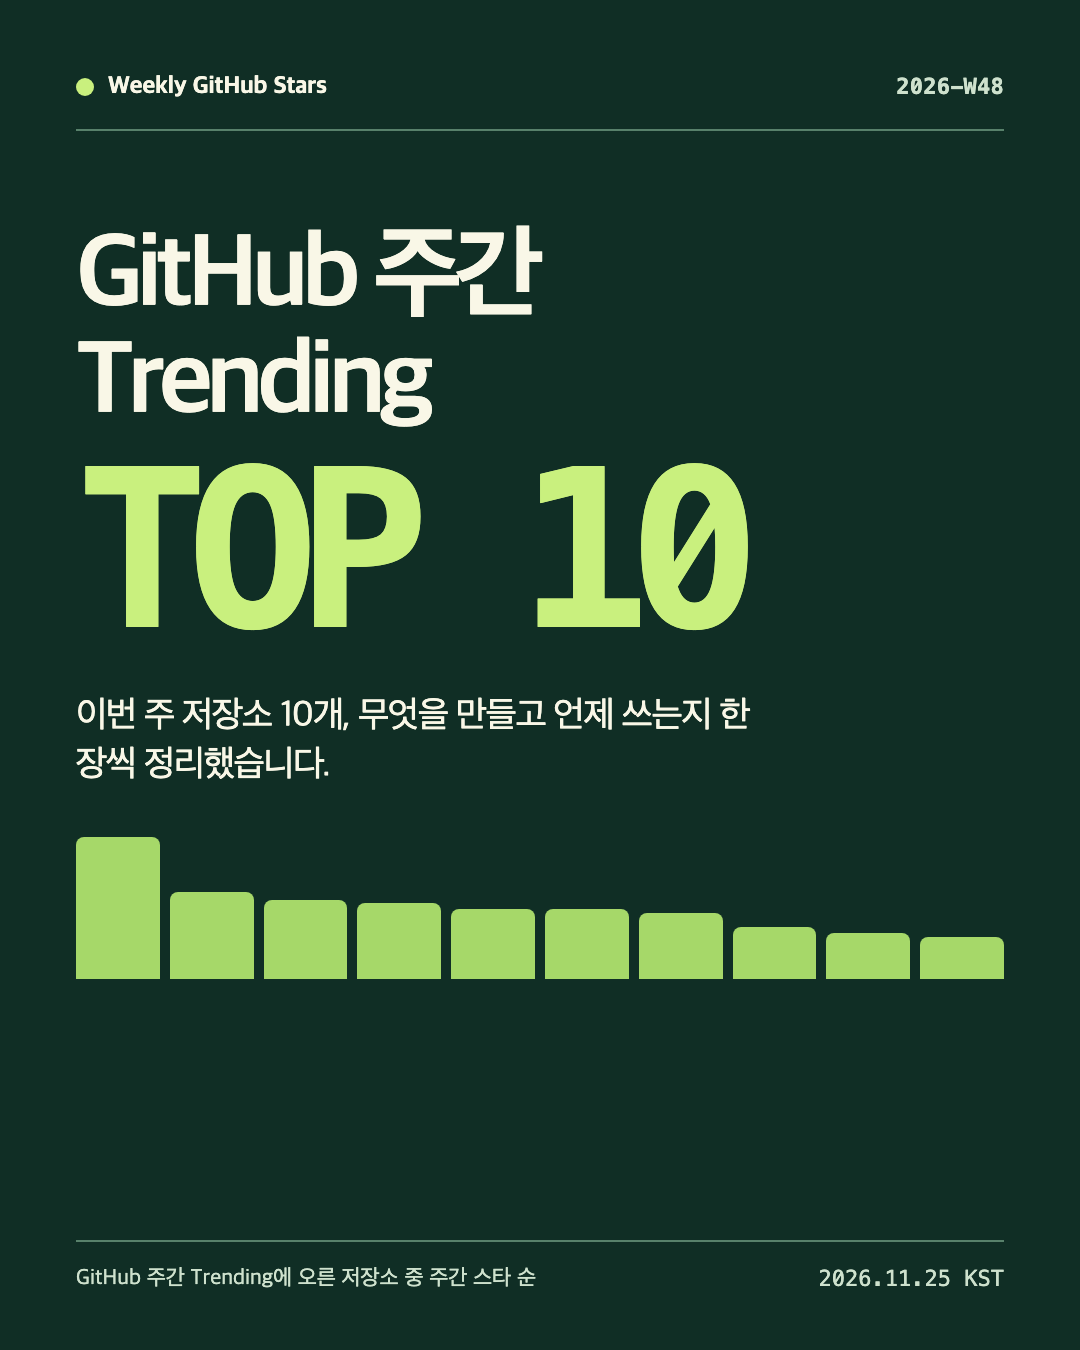 Weekly GitHub Stars
2026-W48
GitHub 주간
Trending
TOP 10
이번 주 저장소 10개, 무엇을 만들고 언제 쓰는지 한
장씩 정리했습니다.
GitHub 주간 Trending에 오른 저장소 중 주간 스타 순
2026.11.25 KST